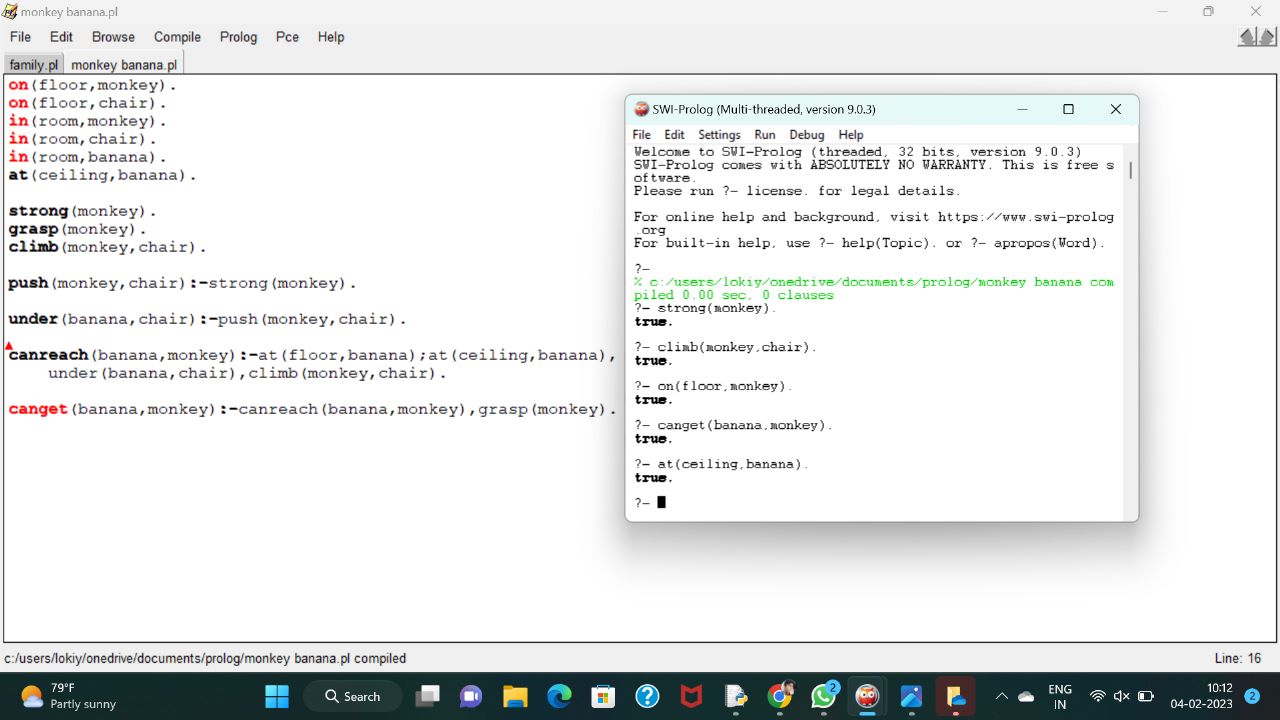 monkey banana.pl
File Edit Browse Compile Prolog Pce Help
family.pl monkey banana.pl
on(floor,monkey).
on(floor,chair).
in(room,monkey).
in(room,chair).
in(room,banana).
at(ceiling,banana).
strong(monkey).
grasp(monkey).
climb(monkey,chair).
push(monkey,chair):-strong(monkey).
under(banana,chair):-push(monkey,chair).
canreach(banana,monkey):-at(floor,banana);at(ceiling,banana),
under(banana,chair),climb(monkey,chair).
canget(banana,monkey):-canreach(banana,monkey),grasp(monkey).
SWI-Prolog (Multi-threaded, version 9.0.3)
File Edit Settings Run Debug Help
Welcome to SWI-Prolog (threaded, 32 bits, version 9.0.3)
SWI-Prolog comes with ABSOLUTELY NO WARRANTY. This is free s
oftware.
Please run ?- license. for legal details.
For online help and background, visit https://www.swi-prolog
.org
For built-in help, use ?- help(Topic). or ?- apropos(Word).
?-
% c:/users/lokiy/onedrive/documents/prolog/monkey banana com
piled 0.00 sec, 0 clauses
?- strong(monkey).
true.
?- climb(monkey,chair).
true.
?- on(floor,monkey).
true.
?- canget(banana,monkey).
true.
?- at(ceiling,banana).
true.
?-
c:/users/lokiy/onedrive/documents/prolog/monkey banana.pl compiled Line: 16
79°F
Partly sunny
Search
2
ENG
IN
10:12
04-02-2023
2